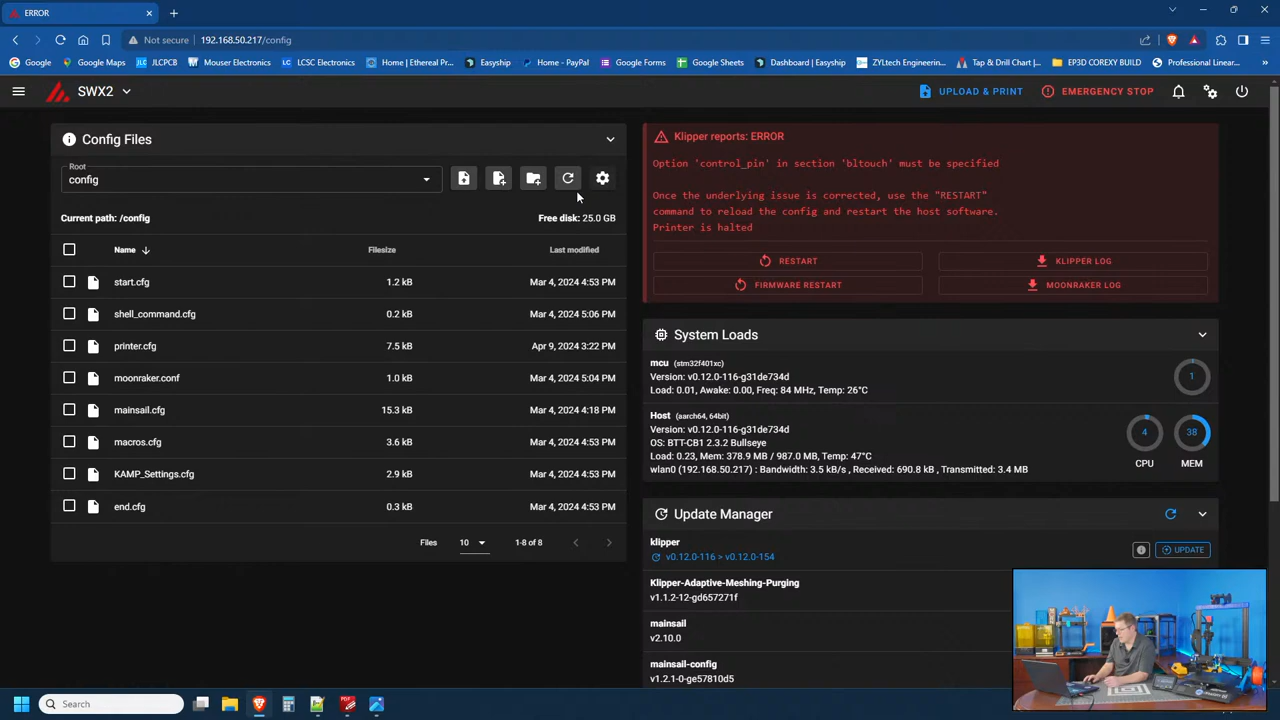 ERROR
Not secure
192.168.50.217/config
Google
Google Maps
JLCPCB
Mouser Electronics
LCSC Electronics
Home | Ethereal Pr...
Easyship
Home - PayPal
Google Forms
Google Sheets
Dashboard | Easyship
ZYLtech Engineerin...
Tap & Drill Chart | ...
EP3D COREXY BUILD
Professional Linear...
SWX2
UPLOAD & PRINT
EMERGENCY STOP
Config Files
Root
config
Current path: /config
Free disk: 25.0 GB
Name
Filesize
Last modified
start.cfg
1.2 kB
Mar 4, 2024 4:53 PM
shell_command.cfg
0.2 kB
Mar 4, 2024 5:06 PM
printer.cfg
7.5 kB
Apr 9, 2024 3:22 PM
moonraker.conf
1.0 kB
Mar 4, 2024 5:04 PM
mainsail.cfg
15.3 kB
Mar 4, 2024 4:18 PM
macros.cfg
3.6 kB
Mar 4, 2024 4:53 PM
KAMP_Settings.cfg
2.9 kB
Mar 4, 2024 4:53 PM
end.cfg
0.3 kB
Mar 4, 2024 4:53 PM
Files
10
1-8 of 8
Klipper reports: ERROR
Option 'control_pin' in section 'bltouch' must be specified
Once the underlying issue is corrected, use the "RESTART"
command to reload the config and restart the host software.
Printer is halted
RESTART
KLIPPER LOG
FIRMWARE RESTART
MOONRAKER LOG
System Loads
mcu (stm32f401xc)
Version: v0.12.0-116-g31de734d
Load: 0.01, Awake: 0.00, Freq: 84 MHz, Temp: 26°C
1
Host (aarch64, 64bit)
Version: v0.12.0-116-g31de734d
OS: BTT-CB1 2.3.2 Bullseye
Load: 0.23, Mem: 378.9 MB / 987.0 MB, Temp: 47°C
wlan0 (192.168.50.217) : Bandwidth: 3.5 kB/s , Received: 690.8 kB , Transmitted: 3.4 MB
4
38
CPU
MEM
Update Manager
klipper
v0.12.0-116 > v0.12.0-154
UPDATE
Klipper-Adaptive-Meshing-Purging
v1.1.2-12-gd657271f
mainsail
v2.10.0
mainsail-config
v1.2.1-0-ge57810d5
Search